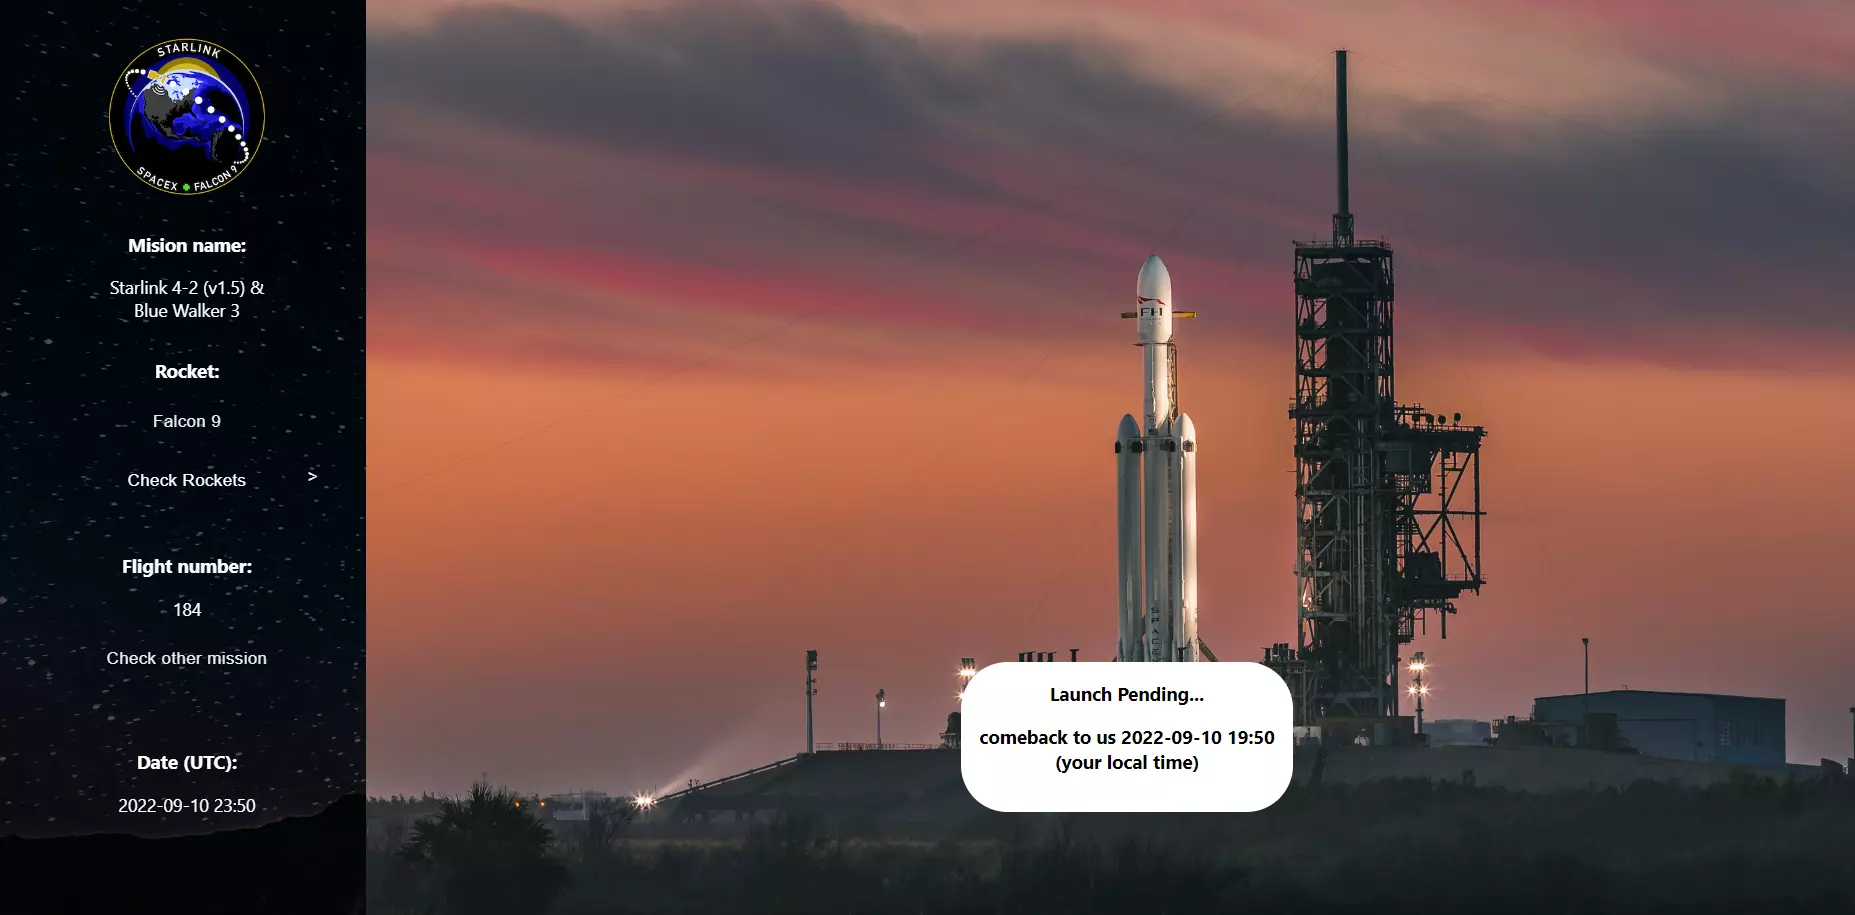 STARLINK
SPACEX FALCON 9
Mision name:
Starlink 4-2 (v1.5) &
Blue Walker 3
Rocket:
Falcon 9
Check Rockets
>
Flight number:
184
Check other mission
Date (UTC):
2022-09-10 23:50
FH
SPACEX
Launch Pending...
comeback to us 2022-09-10 19:50
(your local time)